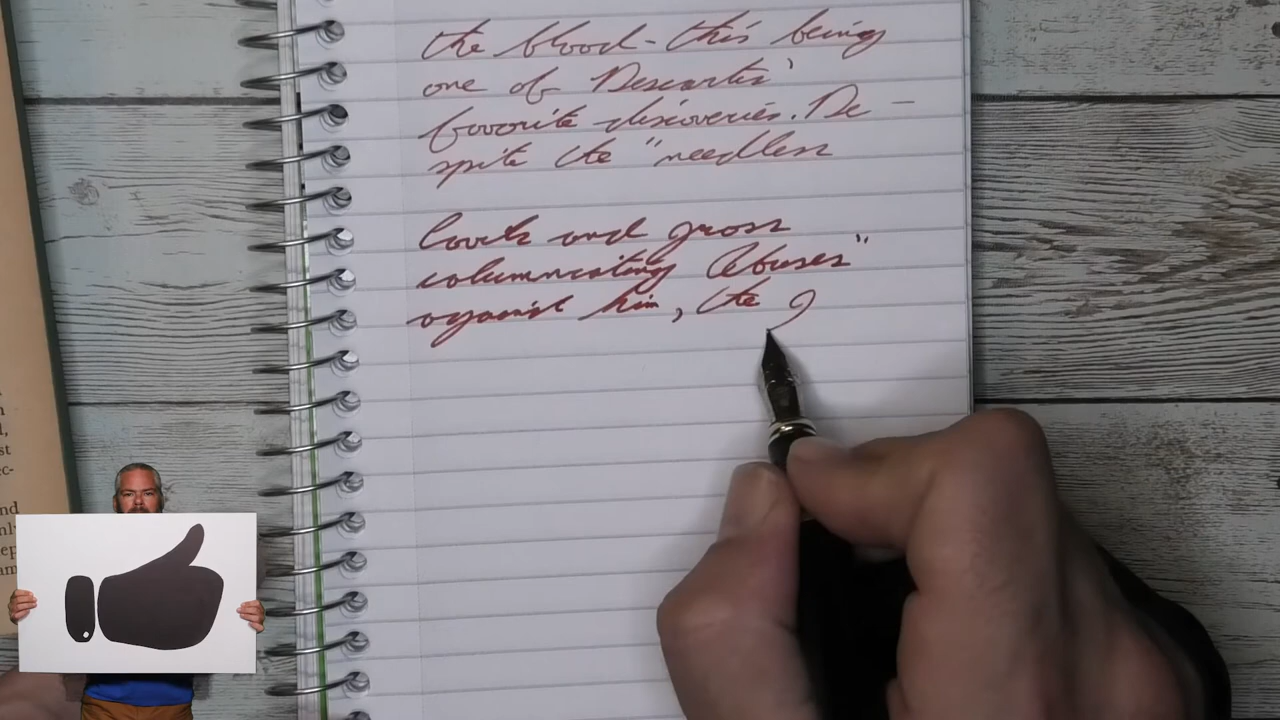 the blood - this being
one of Descartes'
favorite discoveries. De -
spite the "needless
Cavils and gross
calumniating Abuses"
against him, the